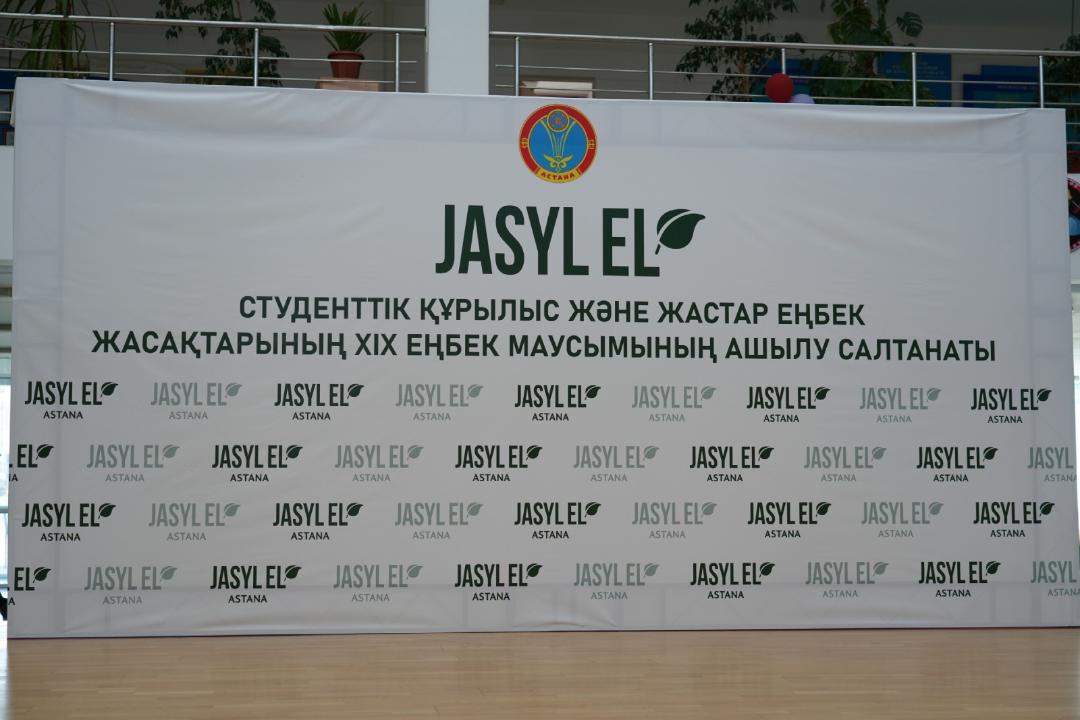 АСТАНА
JASYL EL
СТУДЕНТТІК ҚҰРЫЛЫС ЖӘНЕ ЖАСТАР ЕҢБЕК
ЖАСАҚТАРЫНЫҢ XIX ЕҢБЕК МАУСЫМЫНЫҢ АШЫЛУ САЛТАНАТЫ
JASYL EL JASYL EL JASYL EL JASYL EL JASYL EL JASYL EL JASYL EL JASYL EL JASYL EL
ASTANA ASTANA ASTANA ASTANA ASTANA ASTANA ASTANA ASTANA ASTANA
EL JASYL EL JASYL EL JASYL EL JASYL EL JASYL EL JASYL EL JASYL EL JASYL EL JASYL
A ASTANA ASTANA ASTANA ASTANA ASTANA ASTANA ASTANA ASTANA ASTAN
JASYL EL JASYL EL JASYL EL JASYL EL JASYL EL JASYL EL JASYL EL JASYL EL JASYL EL
ASTANA ASTANA ASTANA ASTANA ASTANA ASTANA ASTANA ASTANA ASTANA
EL JASYL EL JASYL EL JASYL EL JASYL EL JASYL EL JASYL EL JASYL EL JASYL EL JASYL
A ASTANA ASTANA ASTANA ASTANA ASTANA ASTANA ASTANA ASTANA ASTAN